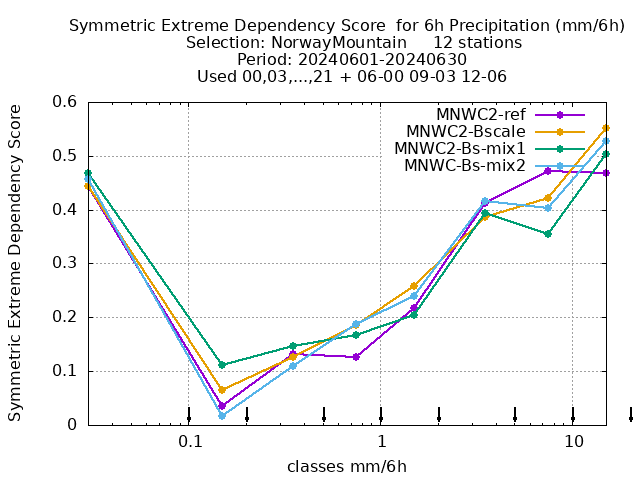 Symmetric Extreme Dependency Score  for 6h Precipitation (mm/6h)
Selection: NorwayMountain     12 stations
Period: 20240601-20240630
Used 00,03,...,21 + 06-00 09-03 12-06
Symmetric Extreme Dependency Score
0.6
0.5
0.4
0.3
0.2
0.1
0
MNWC2-ref
MNWC2-Bscale
MNWC2-Bs-mix1
MNWC-Bs-mix2
0.1 1 10
classes mm/6h